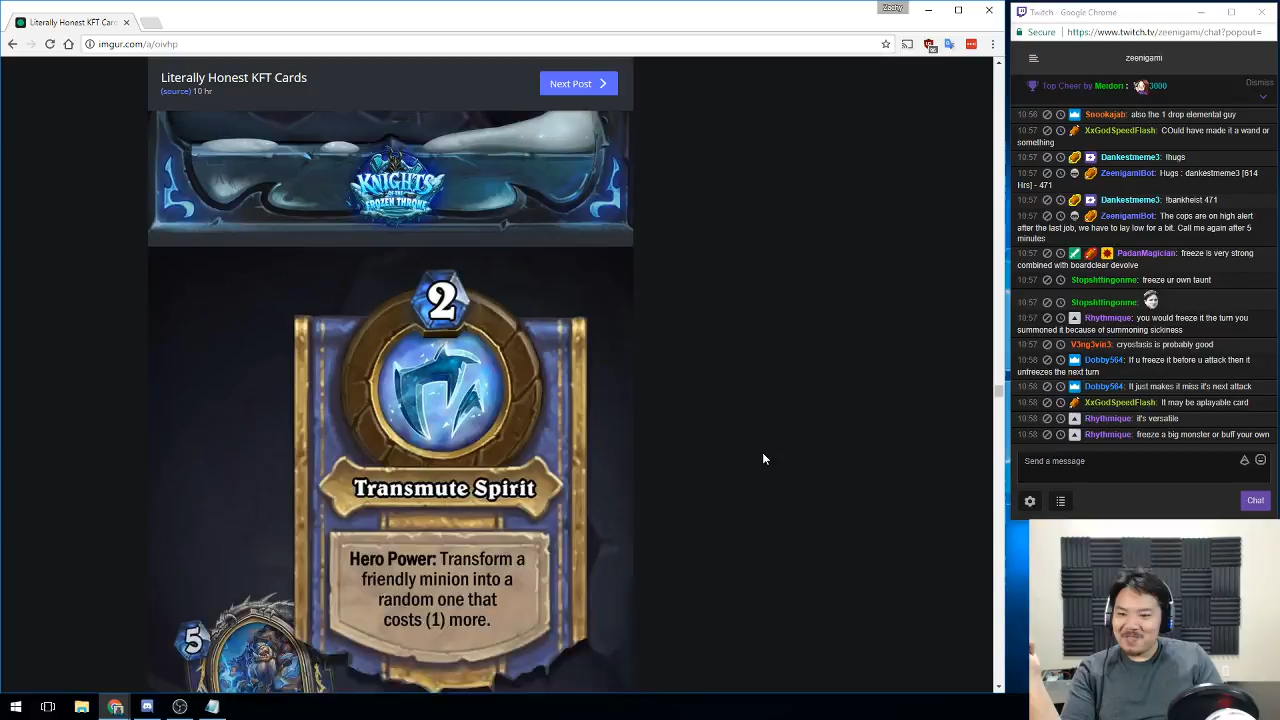 Literally Honest KFT Card
Zachy
imgur.com/a/oivhp
Literally Honest KFT Cards
(source) 10 hr
Next Post
KNIGHTS
OF THE
FROZEN THRONE
2
Transmute Spirit
Hero Power: Transform a
friendly minion into a
random one that
costs (1) more.
5
Twitch - Google Chrome
Secure https://www.twitch.tv/zeenigami/chat?popout=
zeenigami
Top Cheer by Meidori : 3000
Dismiss
10:56 Snookajab: also the 1 drop elemental guy
10:57 XxGodSpeedFlash: COuld have made it a wand or
something
10:57 Dankestmeme3: !hugs
10:57 ZeenigamiBot: Hugs : dankestmeme3 [614
Hrs] - 471
10:57 Dankestmeme3: !bankheist 471
10:57 ZeenigamiBot: The cops are on high alert
after the last job, we have to lay low for a bit. Call me again after 5
minutes
10:57 PadanMagician: freeze is very strong
combined with boardclear devolve
10:57 Stopshttingonme: freeze ur own taunt
10:57 Stopshttingonme:
10:57 Rhythmique: you would freeze it the turn you
summoned it because of summoning sickness
10:57 V3ng3vin3: cryostasis is probably good
10:58 Dobby564: If u freeze it before u attack then it
unfreezes the next turn
10:58 Dobby564: It just makes it miss it's next attack
10:58 XxGodSpeedFlash: It may be aplayable card
10:58 Rhythmique: it's versatile
10:58 Rhythmique: freeze a big monster or buff your own
Send a message
Chat